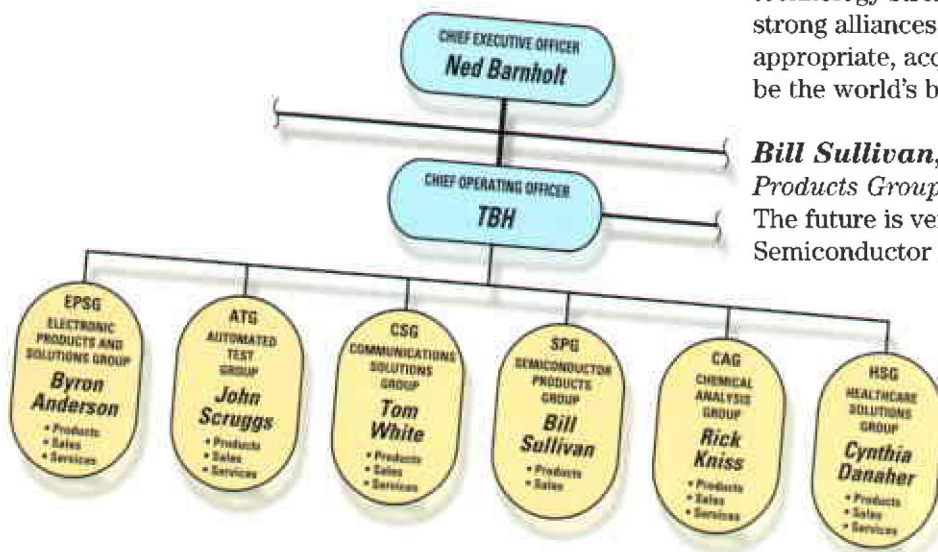 technology stre
strong alliances
appropriate, acc
be the world's b
Bill Sullivan,
Products Group
The future is ver
Semiconductor
CHIEF EXECUTIVE OFFICER
Ned Barnholt
CHIEF OPERATING OFFICER
TBH
EPSG
ELECTRONIC
PRODUCTS AND
SOLUTIONS GROUP
Byron
Anderson
• Products
• Sales
• Services
ATG
AUTOMATED
TEST
GROUP
John
Scruggs
• Products
• Sales
• Services
CSG
COMMUNICATIONS
SOLUTIONS
GROUP
Tom
White
• Products
• Sales
• Services
SPG
SEMICONDUCTOR
PRODUCTS
GROUP
Bill
Sullivan
• Products
• Sales
CAG
CHEMICAL
ANALYSIS
GROUP
Rick
Kniss
• Products
• Sales
• Services
HSG
HEALTHCARE
SOLUTIONS
GROUP
Cynthia
Danaher
• Products
• Sales
• Services